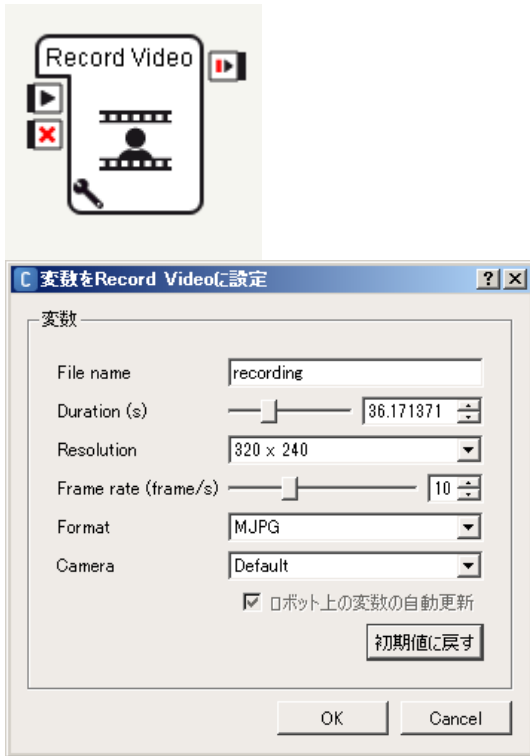 Record Video
C 変数をRecord Videoに設定 ? ×
変数
File name recording
Duration (s) 36.171371
Resolution 320 x 240
Frame rate (frame/s) 10
Format MJPG
Camera Default
ロボット上の変数の自動更新
初期値に戻す
OK Cancel